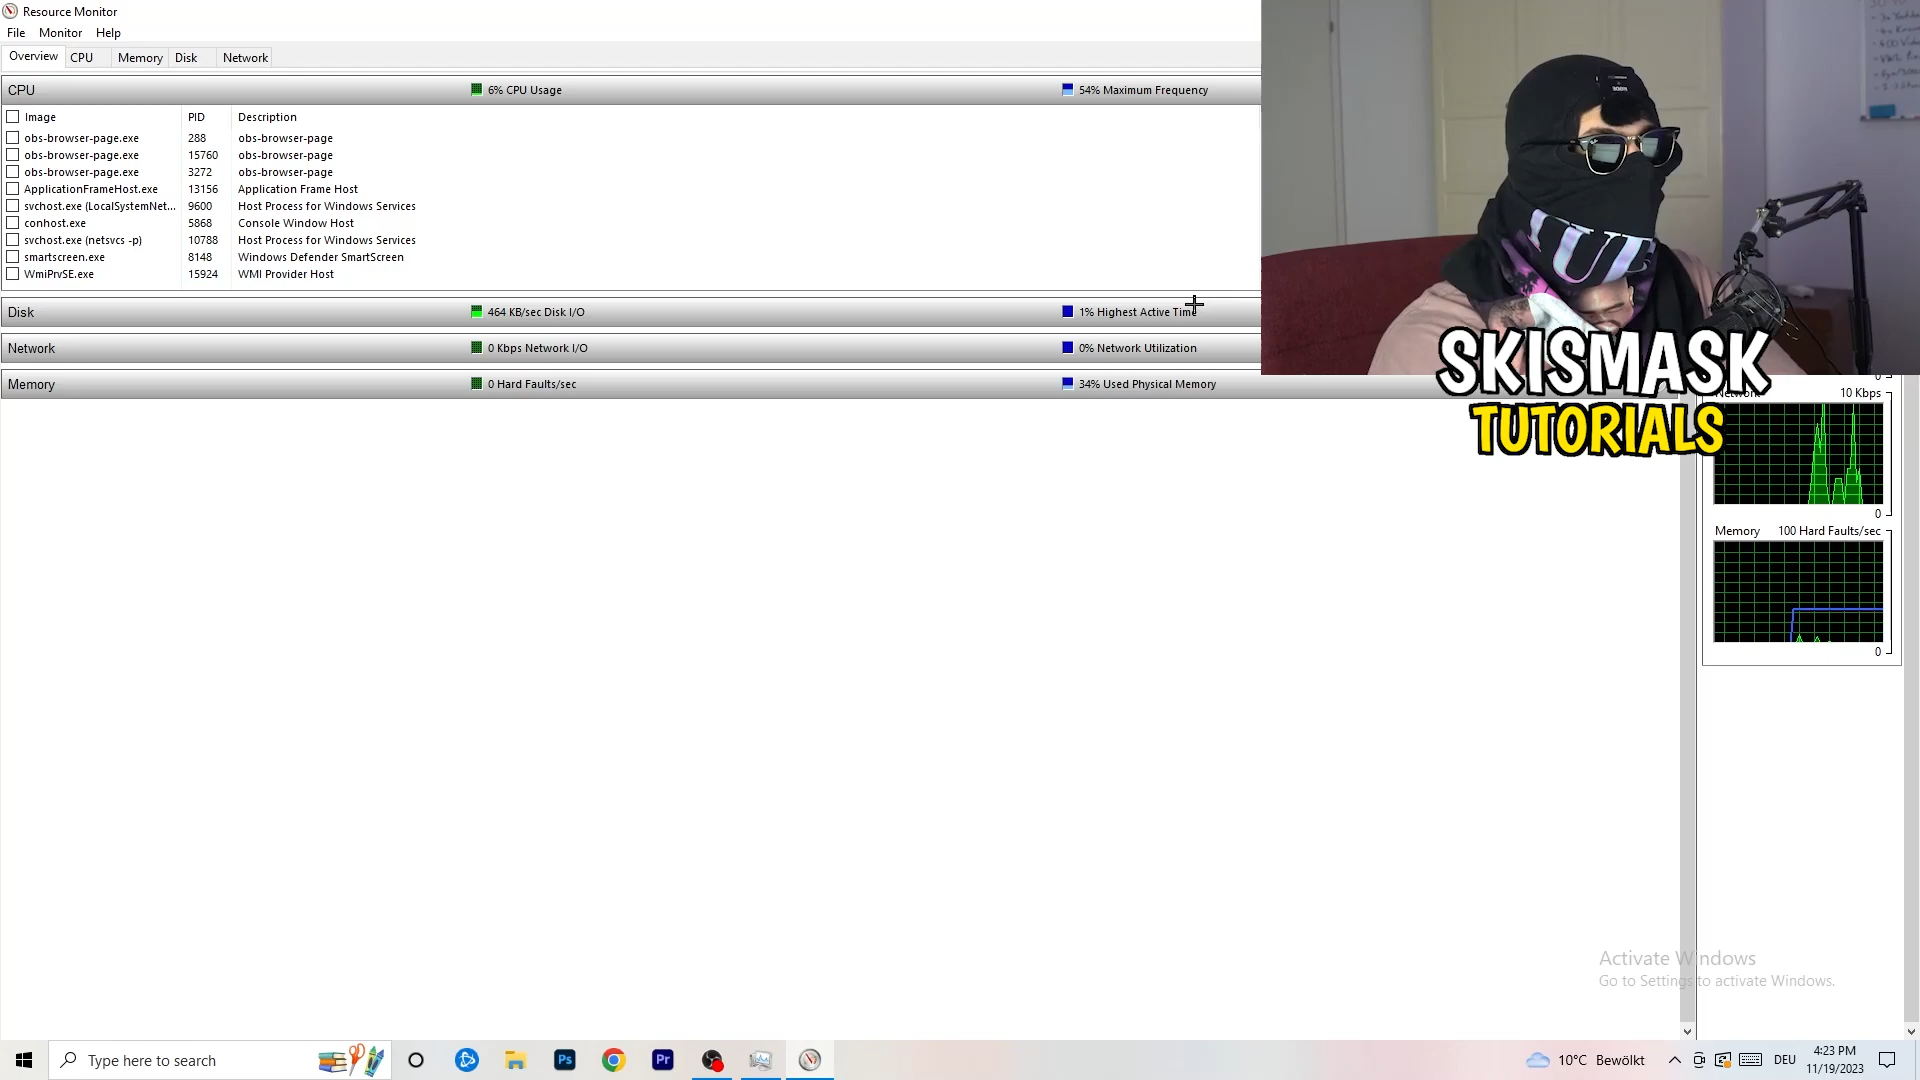 Resource Monitor
File Monitor Help
Overview CPU Memory Disk Network
CPU 6% CPU Usage 54% Maximum Frequency
Image PID Description
obs-browser-page.exe 288 obs-browser-page
obs-browser-page.exe 15760 obs-browser-page
obs-browser-page.exe 3272 obs-browser-page
ApplicationFrameHost.exe 13156 Application Frame Host
svchost.exe (LocalSystemNet... 9600 Host Process for Windows Services
conhost.exe 5868 Console Window Host
svchost.exe (netsvcs -p) 10788 Host Process for Windows Services
smartscreen.exe 8148 Windows Defender SmartScreen
WmiPrvSE.exe 15924 WMI Provider Host
Disk 464 KB/sec Disk I/O 1% Highest Active Time
Network 0 Kbps Network I/O 0% Network Utilization
Memory 0 Hard Faults/sec 34% Used Physical Memory
SKISMASK
TUTORIALS
Network 10 Kbps
0
Memory 100 Hard Faults/sec
0
Activate Windows
Go to Settings to activate Windows.
Type here to search
Ps
Pr
10°C Bewölkt
DEU
4:23 PM
11/19/2023